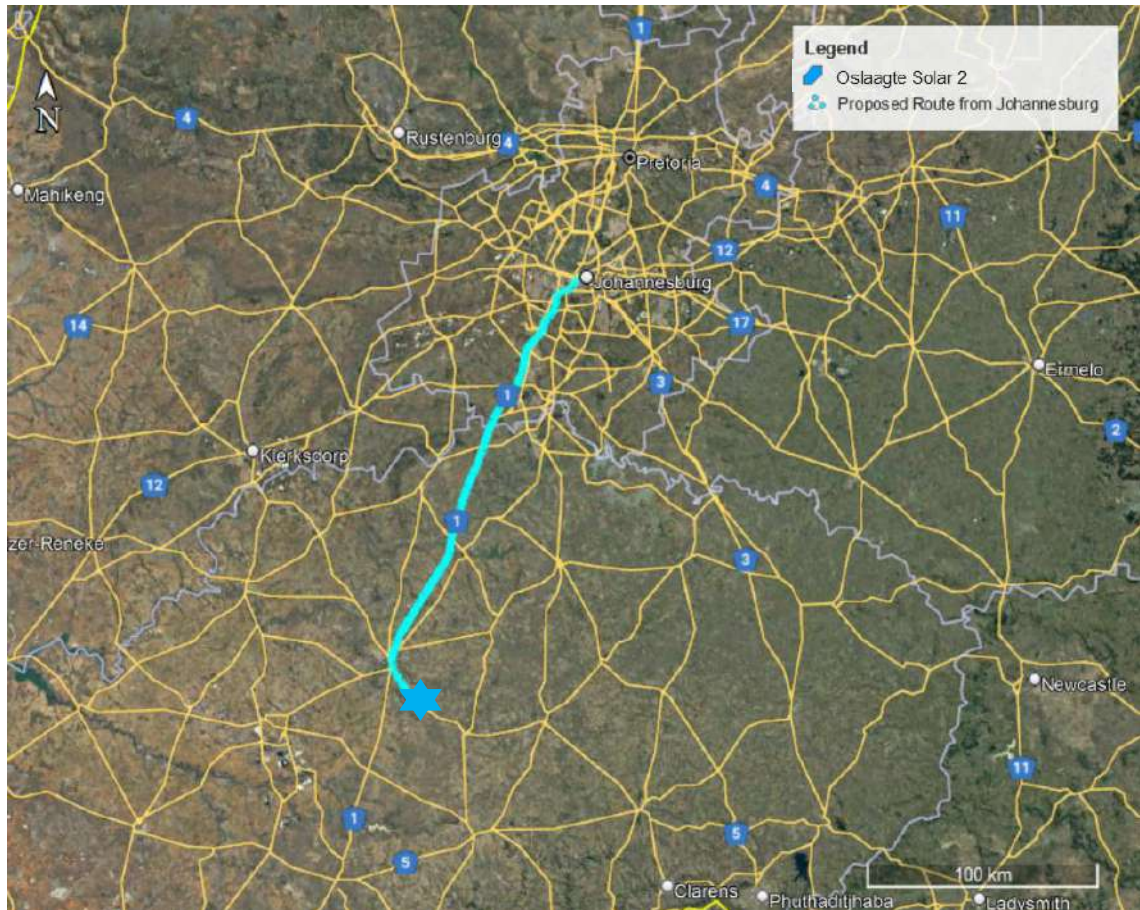 1
Legend
Oslaagte Solar 2
Proposed Route from Johannesburg
N
4
Rustenburg
4
Pretoria
4
Mahikeng
11
12
Johannesburg
14
17
1
3
Ermelo
2
Klerksdorp
12
1
zer-Reneke
3
Newcastle
11
1
5
5
100 km
Clarens
Phuthaditjhaba
Ladysmith